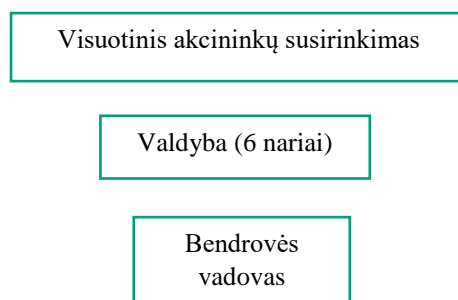 Visuotinis akcininkų susirinkimas
Valdyba (6 nariai)
Bendrovės
vadovas